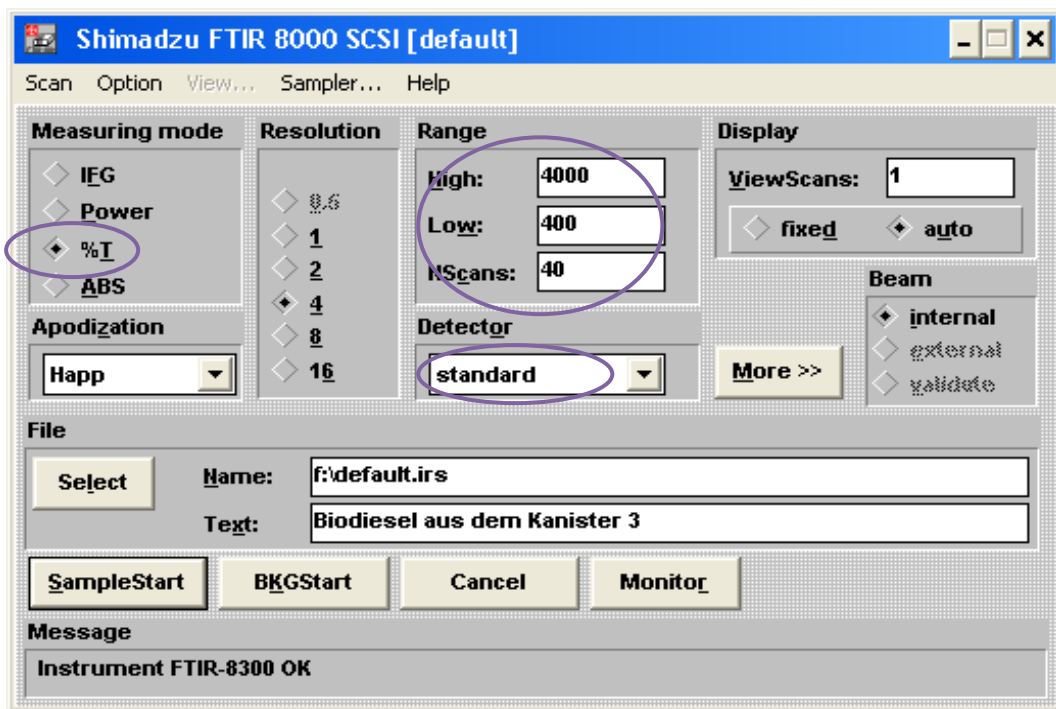 Shimadzu FTIR 8000 SCSI [default]
Scan Option View... Sampler... Help
Measuring mode
IFG
Power
%T
ABS
Apodization
Happ
Resolution
0.5
1
2
4
8
16
Range
High: 4000
Low: 400
NScans: 40
Detector
standard
Display
ViewScans: 1
fixed auto
More >>
Beam
internal
external
validate
File
Select
Name: f:\default.irs
Text: Biodiesel aus dem Kanister 3
SampleStart BKGStart Cancel Monitor
Message
Instrument FTIR-8300 OK